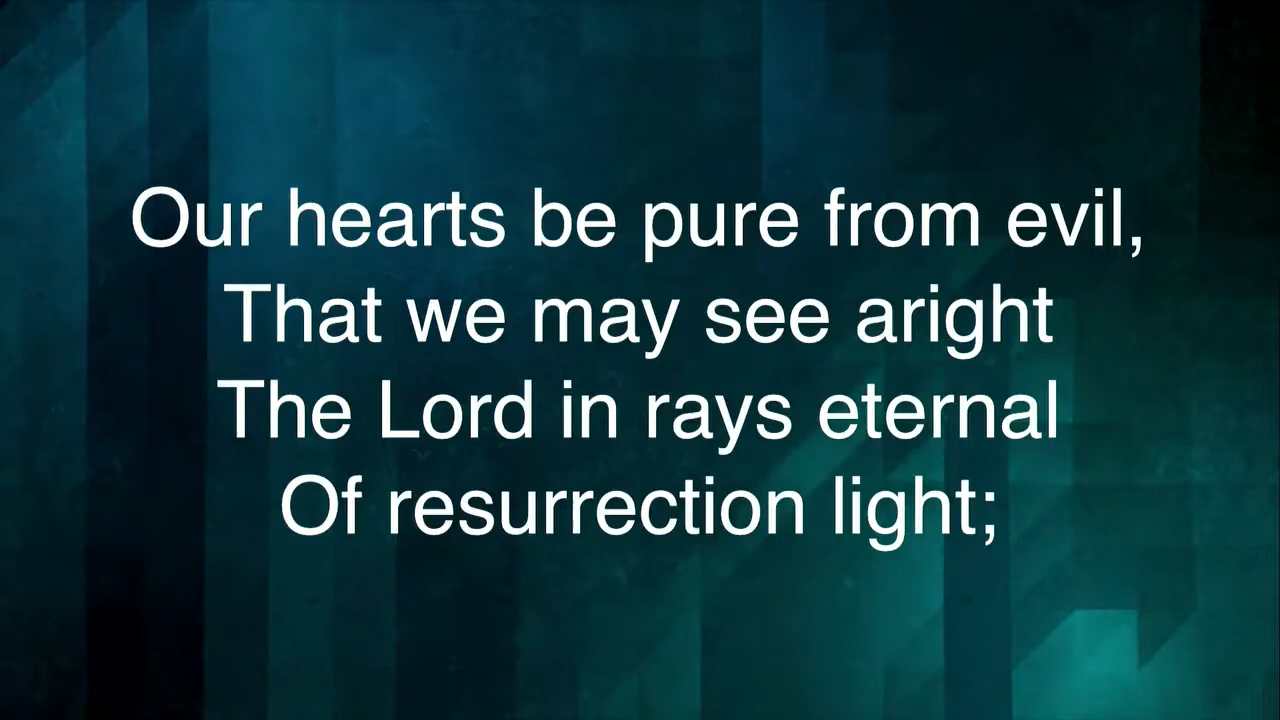 Our hearts be pure from evil,
That we may see aright
The Lord in rays eternal
Of resurrection light;